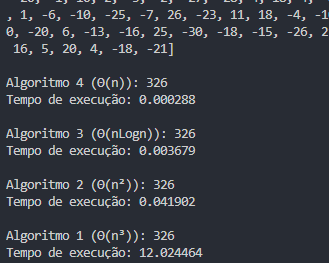 , 1, -6, -10, -25, -7, 26, -23, 11, 18, -4, -1
0, -20, 6, -13, -16, 25, -30, -18, -15, -26, 2
16, 5, 20, 4, -18, -21]
Algoritmo 4 (Θ(n)): 326
Tempo de execução: 0.000288
Algoritmo 3 (Θ(nLogn)): 326
Tempo de execução: 0.003679
Algoritmo 2 (Θ(n²)): 326
Tempo de execução: 0.041902
Algoritmo 1 (Θ(n³)): 326
Tempo de execução: 12.024464